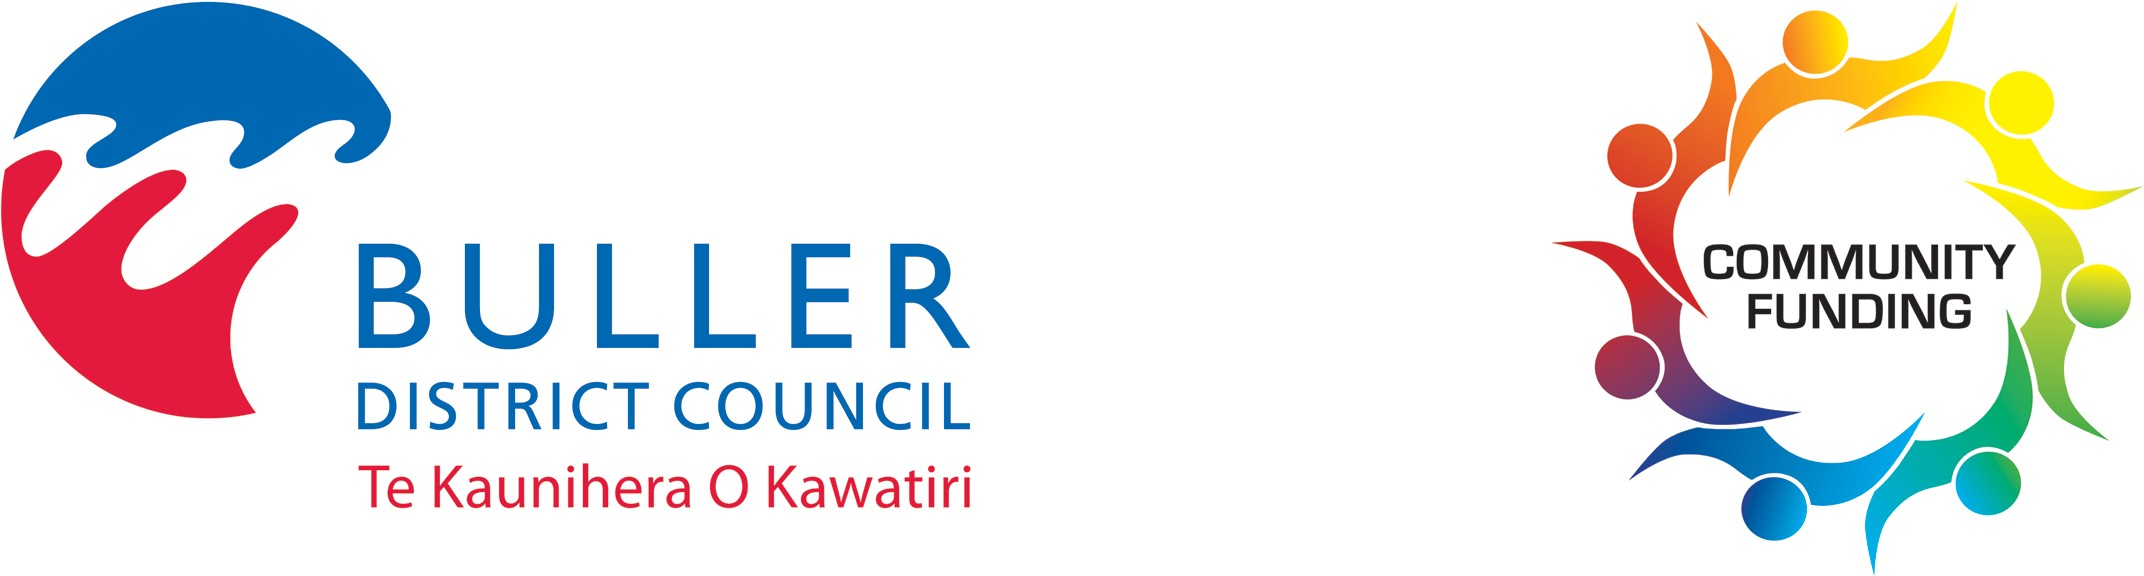 BULLER
DISTRICT COUNCIL
Te Kaunihera O Kawatiri
COMMUNITY
FUNDING